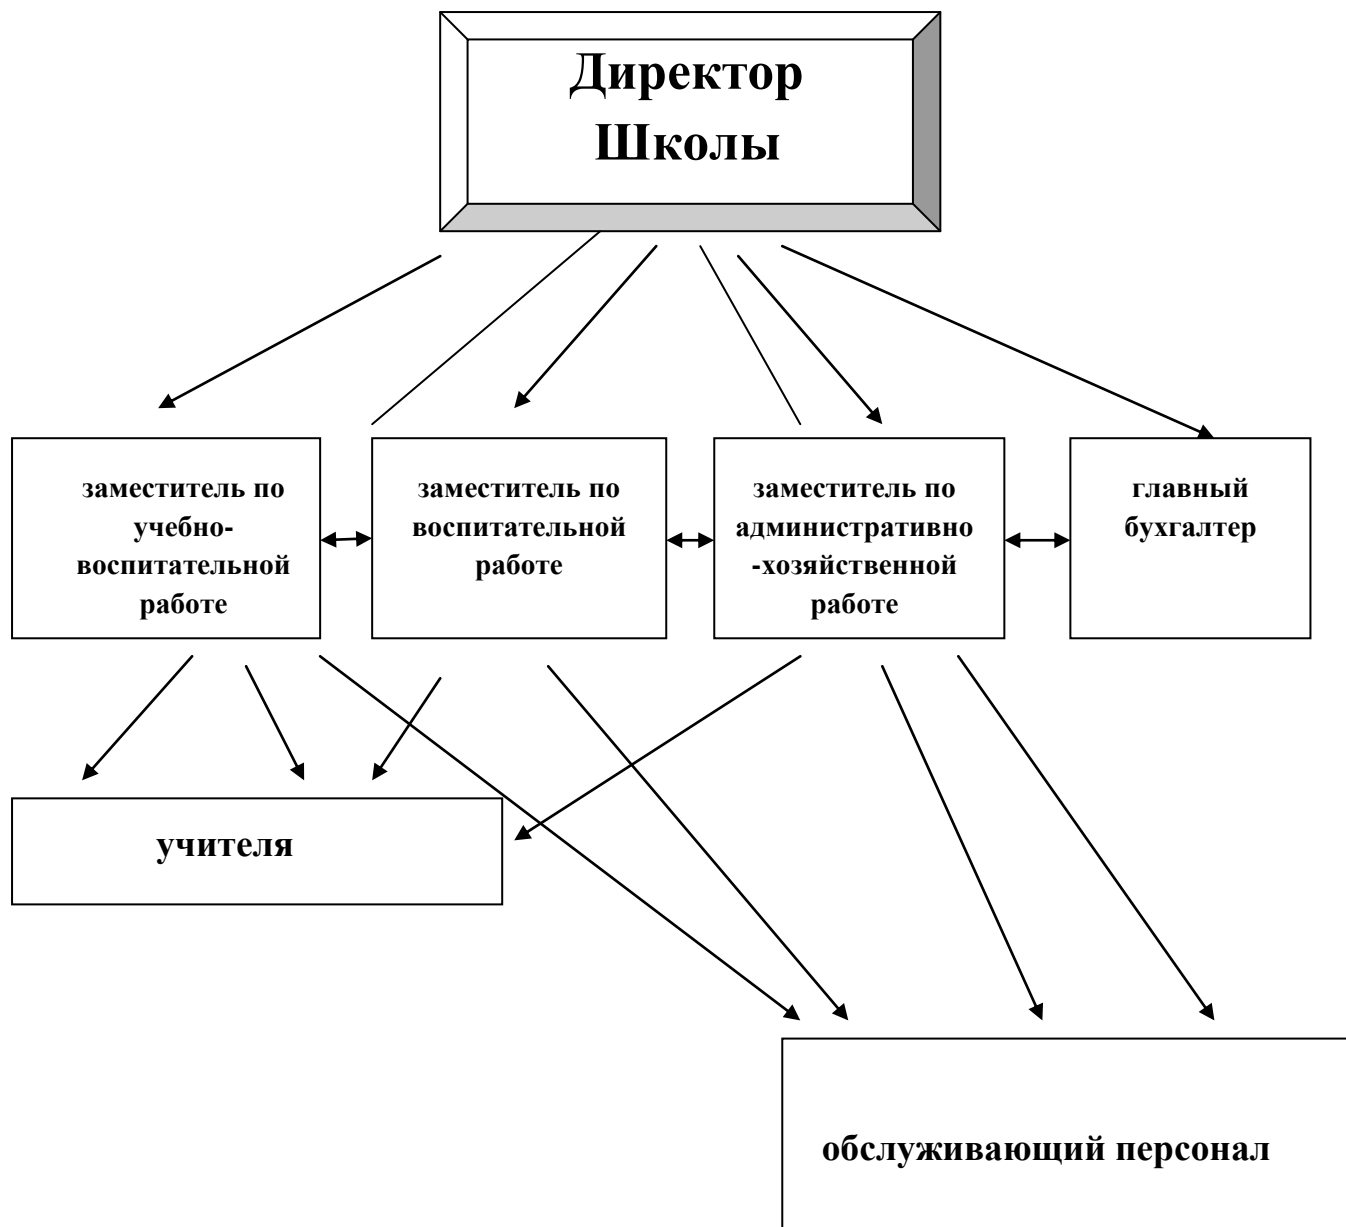 Директор
Школы
заместитель по
учебно-
воспитательной
работе
заместитель по
воспитательной
работе
заместитель по
административно
-хозяйственной
работе
главный
бухгалтер
учителя
обслуживающий персонал